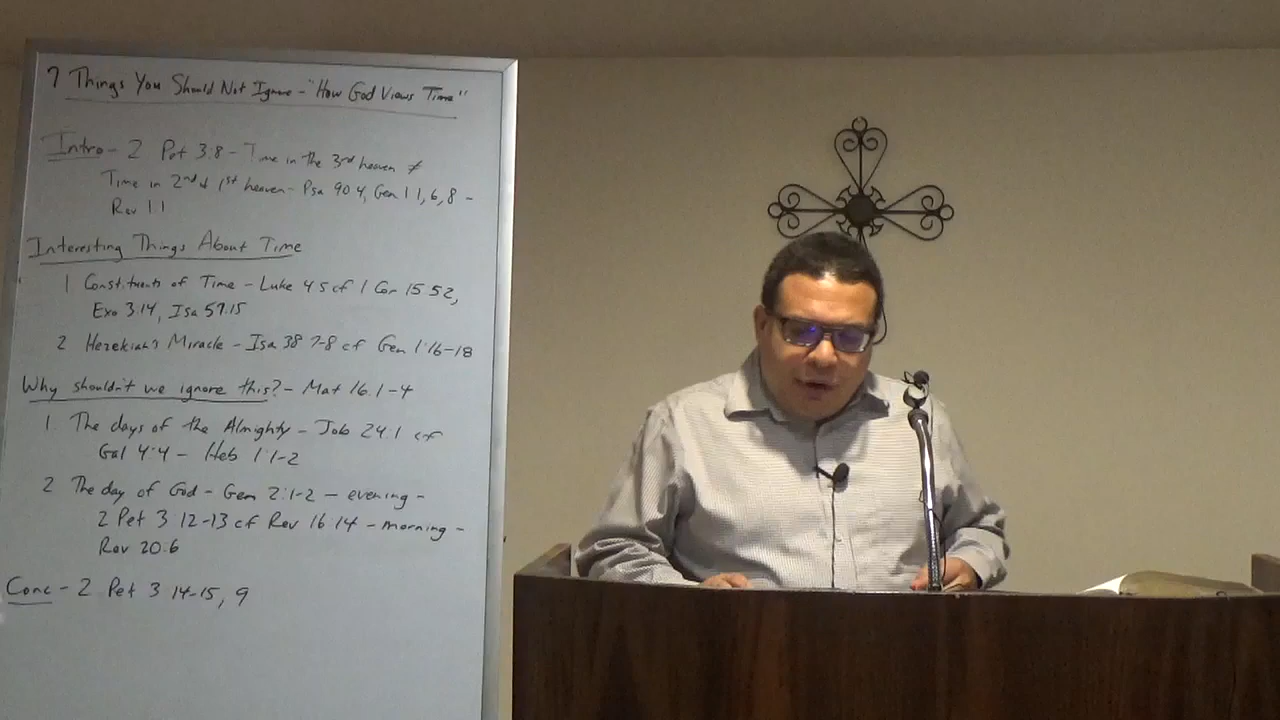 7 Things You Should Not Ignore - "How God Views Time"
Intro - 2 Pet 3:8 - Time in the 3rd heaven ≠
Time in 2nd & 1st heaven - Psa 90 4, Gen 1 1, 6, 8 -
Rev 1:1
Interesting Things About Time
1 Constituents of Time - Luke 4 5 cf 1 Cor 15 52,
Exo 3:14, Isa 57:15
2 Hezekiah's Miracle - Isa 38 7-8 cf Gen 1:16-18
Why shouldn't we ignore this? - Mat 16.1-4
1. The days of the Almighty - Job 24:1 cf
Gal 4:4 - Heb 1:1-2
2 The day of God - Gen 2:1-2 - evening -
2 Pet 3 12-13 cf Rev 16 14 - morning -
Rev 20:6
Conc - 2 Pet 3 14-15, 9